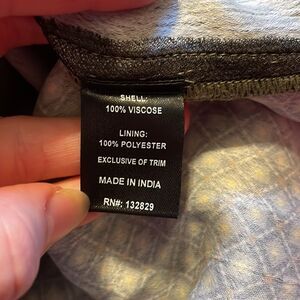 SHELL:
100% VISCOSE
LINING:
100% POLYESTER
EXCLUSIVE OF TRIM
MADE IN INDIA
RN#: 132829